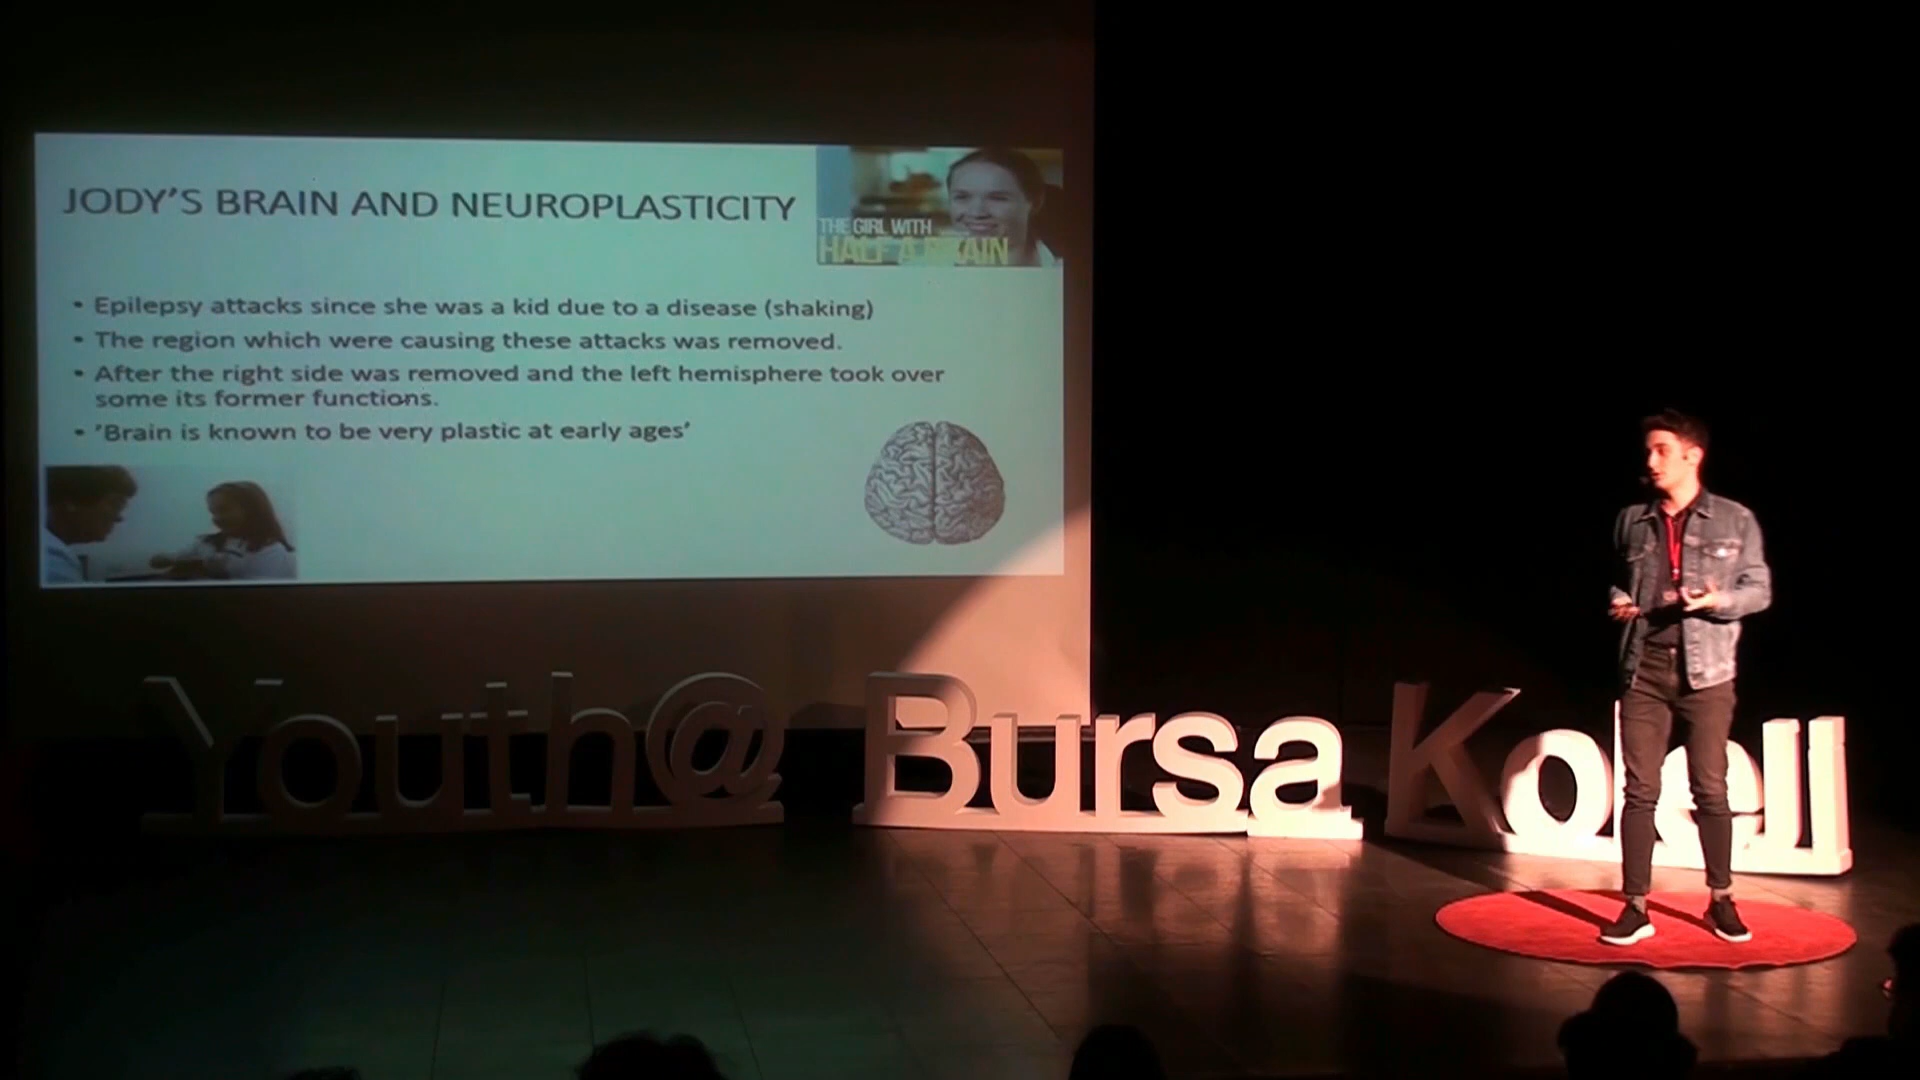 JODY'S BRAIN AND NEUROPLASTICITY
THE GIRL WITH
HALF A BRAIN
• Epilepsy attacks since she was a kid due to a disease (shaking)
• The region which were causing these attacks was removed.
• After the right side was removed and the left hemisphere took over
some its former functions.
• 'Brain is known to be very plastic at early ages'
Youth@ Bursa Koleji